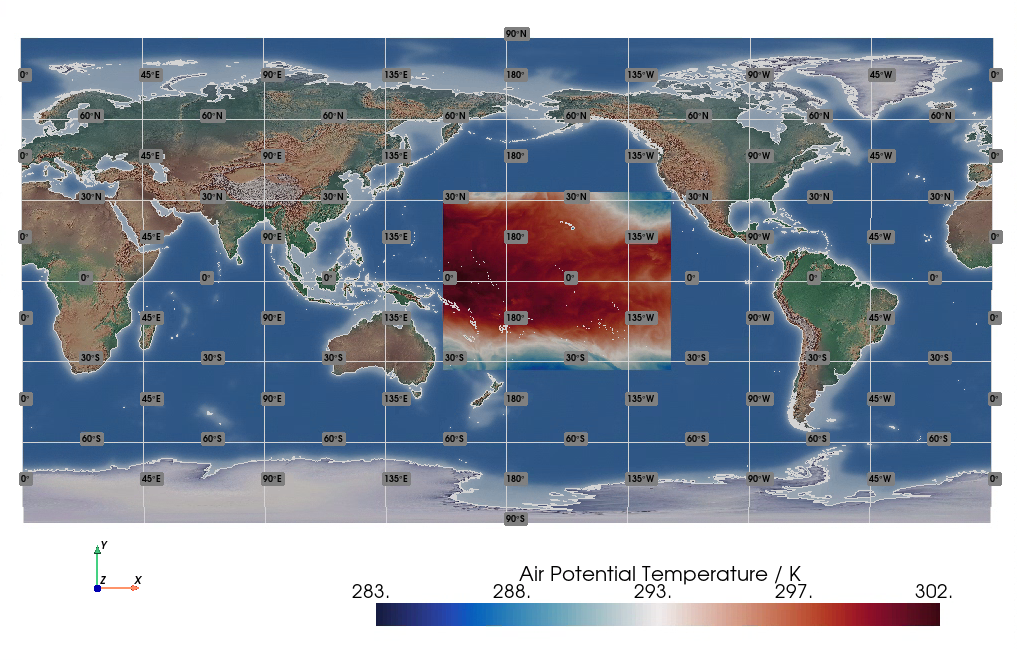 90°N
0° 45°E 90°E 135°E 180° 135°W 90°W 45°W 0°
60°N 60°N 60°N 60°N 60°N 60°N 60°N 60°N
0° 45°E 90°E 135°E 180° 135°W 90°W 45°W 0°
30°N 30°N 30°N 30°N 30°N 30°N 30°N 30°N
0° 45°E 90°E 135°E 180° 135°W 90°W 45°W 0°
0° 0° 0° 0° 0° 0° 0° 0°
0° 45°E 90°E 135°E 180° 135°W 90°W 45°W 0°
30°S 30°S 30°S 30°S 30°S 30°S 30°S 30°S
0° 45°E 90°E 135°E 180° 135°W 90°W 45°W 0°
60°S 60°S 60°S 60°S 60°S 60°S 60°S 60°S
0° 45°E 90°E 135°E 180° 135°W 90°W 45°W 0°
90°S
Y
Z X
Air Potential Temperature / K
283. 288. 293. 297. 302.